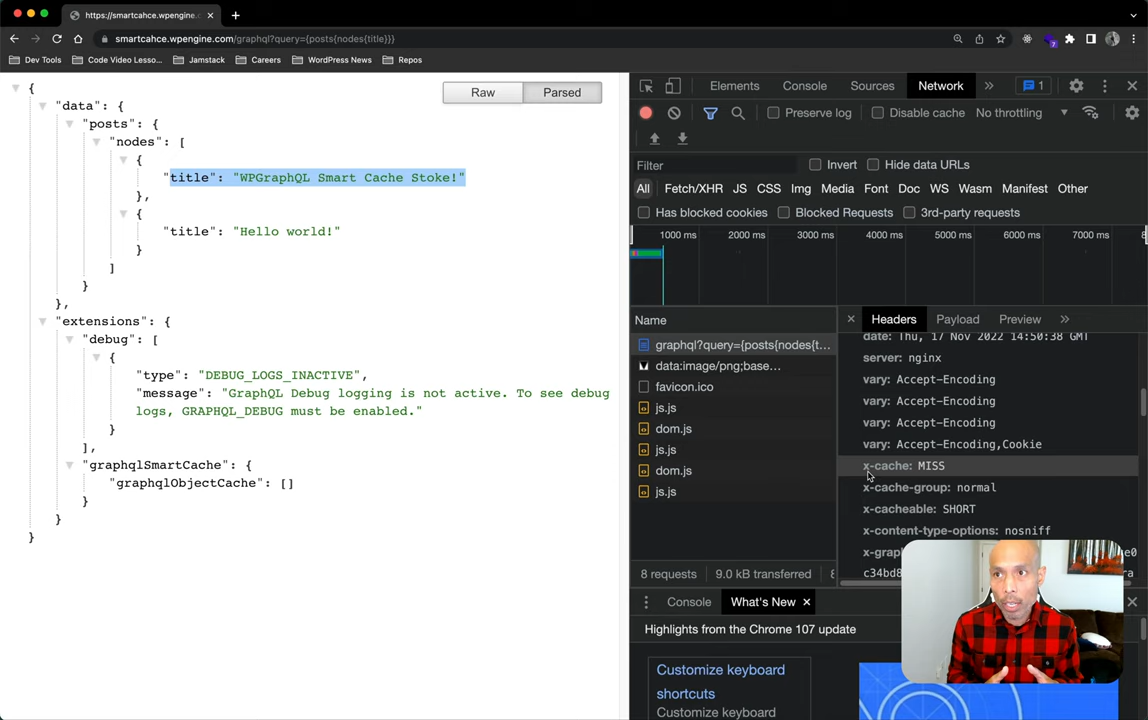 https://smartcahce.wpengine.c
smartcahce.wpengine.com/graphql?query={posts{nodes{title}}}
Dev Tools
Code Video Lesso...
Jamstack
Careers
WordPress News
Repos
7
Raw
Parsed
{
"data": {
"posts": {
"nodes": [
{
"title": "WPGraphQL Smart Cache Stoke!"
},
{
"title": "Hello world!"
}
]
}
},
"extensions": {
"debug": [
{
"type": "DEBUG_LOGS_INACTIVE",
"message": "GraphQL Debug logging is not active. To see debug
logs, GRAPHQL_DEBUG must be enabled."
}
],
"graphqlSmartCache": {
"graphqlObjectCache": []
}
}
}
Elements
Console
Sources
Network
1
Preserve log
Disable cache
No throttling
Filter
Invert
Hide data URLs
All
Fetch/XHR
JS
CSS
Img
Media
Font
Doc
WS
Wasm
Manifest
Other
Has blocked cookies
Blocked Requests
3rd-party requests
1000 ms
2000 ms
3000 ms
4000 ms
5000 ms
6000 ms
7000 ms
8
Name
Headers
Payload
Preview
graphql?query={posts{nodes{t...
data:image/png;base...
favicon.ico
js.js
dom.js
js.js
dom.js
js.js
date: Thu, 17 Nov 2022 14:50:38 GMT
server: nginx
vary: Accept-Encoding
vary: Accept-Encoding
vary: Accept-Encoding
vary: Accept-Encoding,Cookie
x-cache: MISS
x-cache-group: normal
x-cacheable: SHORT
x-content-type-options: nosniff
x-grap
e0
c34bd8
ra
8 requests
9.0 kB transferred
8
Console
What's New
Highlights from the Chrome 107 update
Customize keyboard
shortcuts
Customize keyboard